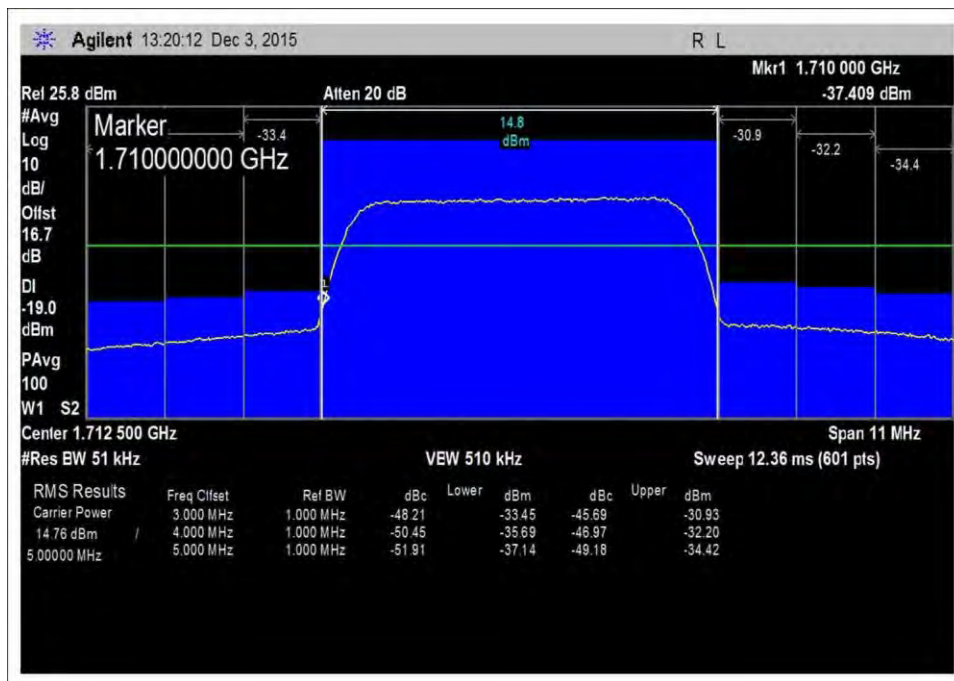 Agilent 13:20:12 Dec 3, 2015 R L
Mkr1 1.710 000 GHz
Ref 25.8 dBm Atten 20 dB -37.409 dBm
#Avg
Log
10
dB/
Offst
16.7
dB
DI
-19.0
dBm
PAvg
100
W1 S2
Marker
1.710000000 GHz
-33.4
14.8
dBm
-30.9
-32.2
-34.4
1
Center 1.712 500 GHz Span 11 MHz
#Res BW 51 kHz VBW 510 kHz Sweep 12.36 ms (601 pts)
RMS Results Freq Offset Ref BW dBc Lower dBm dBc Upper dBm
Carrier Power 3.000 MHz 1.000 MHz -48.21 -33.45 -45.69 -30.93
14.76 dBm / 4.000 MHz 1.000 MHz -50.45 -35.69 -46.97 -32.20
5.00000 MHz 5.000 MHz 1.000 MHz -51.91 -37.14 -49.18 -34.42